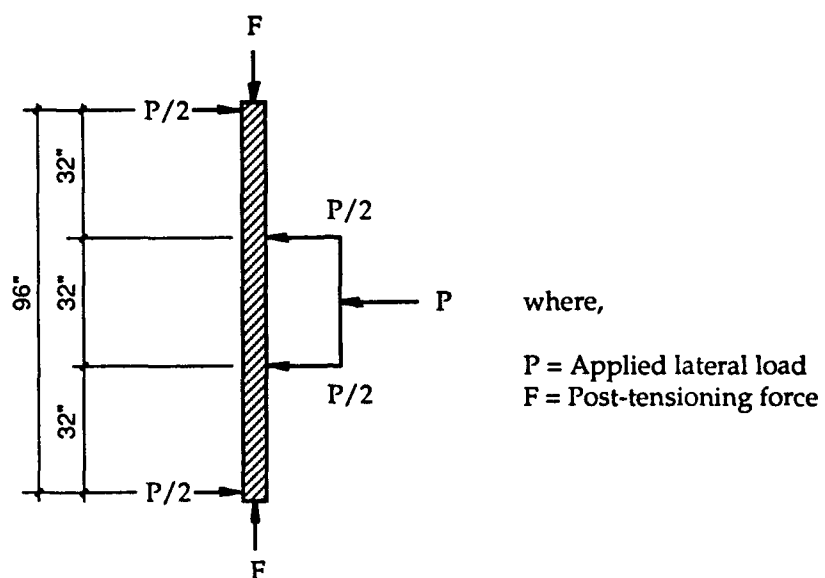 F
P/2
32"
P/2
96"
32"
P
where,
P = Applied lateral load
P/2
F = Post-tensioning force
32"
P/2
F